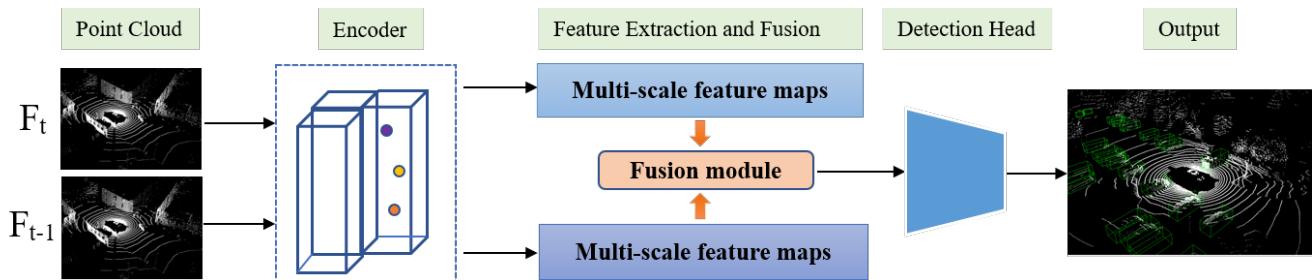 Point Cloud
Encoder
Feature Extraction and Fusion
Detection Head
Output
Fₜ
Multi-scale feature maps
Fusion module
Fₜ₋₁
Multi-scale feature maps